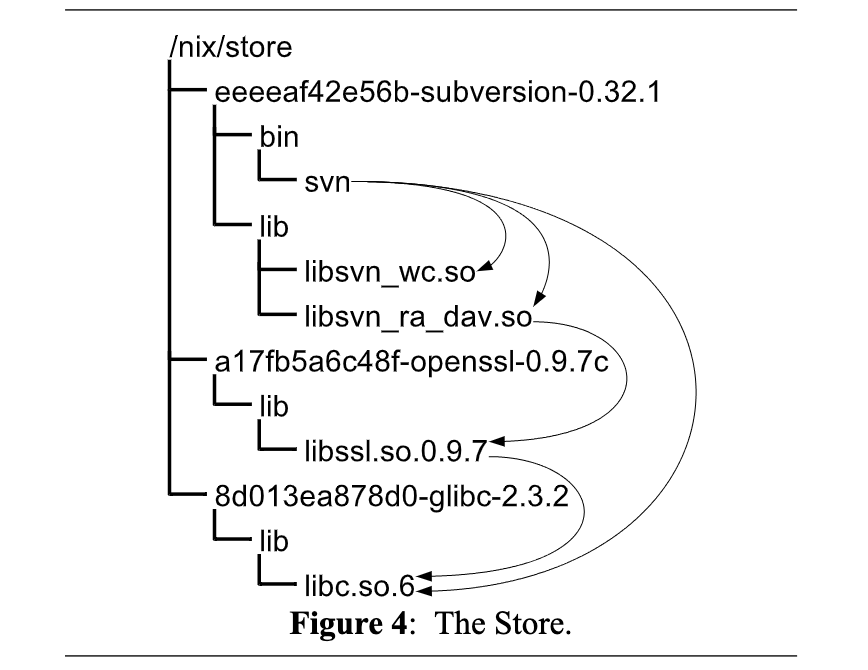 /nix/store
eeeeaf42e56b-subversion-0.32.1
bin
svn
lib
libsvn_wc.so
libsvn_ra_dav.so
a17fb5a6c48f-openssl-0.9.7c
lib
libssl.so.0.9.7
8d013ea878d0-glibc-2.3.2
lib
libc.so.6
Figure 4: The Store.